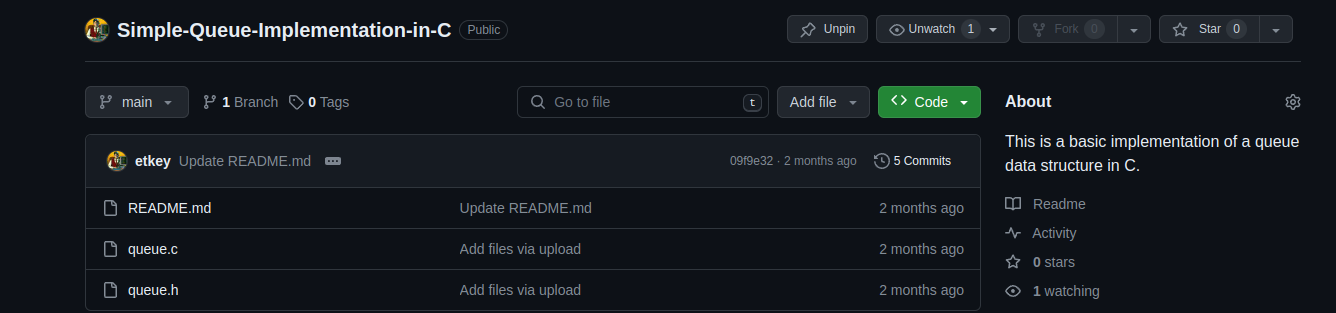 Simple-Queue-Implementation-in-C Public Unpin Unwatch 1 Fork 0 Star 0
main 1 Branch 0 Tags Go to file t Add file Code
etkey Update README.md 09f9e32 · 2 months ago 5 Commits
README.md Update README.md 2 months ago
queue.c Add files via upload 2 months ago
queue.h Add files via upload 2 months ago
About
This is a basic implementation of a queue
data structure in C.
Readme
Activity
0 stars
1 watching